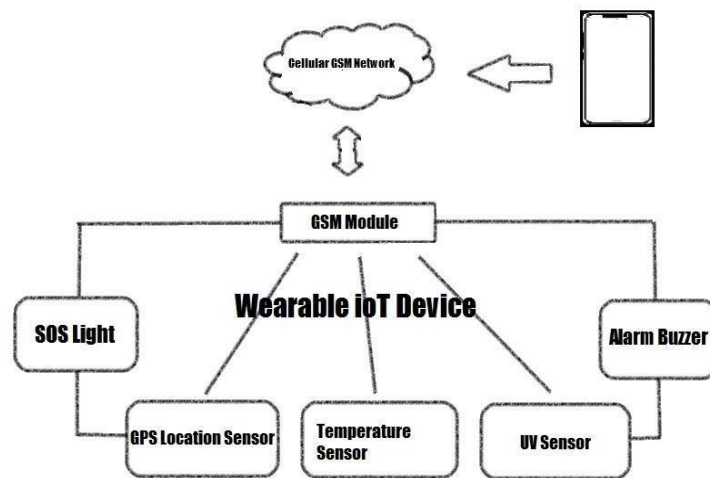 Cellular GSM Network
GSM Module
Wearable ioT Device
SOS Light
Alarm Buzzer
GPS Location Sensor
Temperature
Sensor
UV Sensor